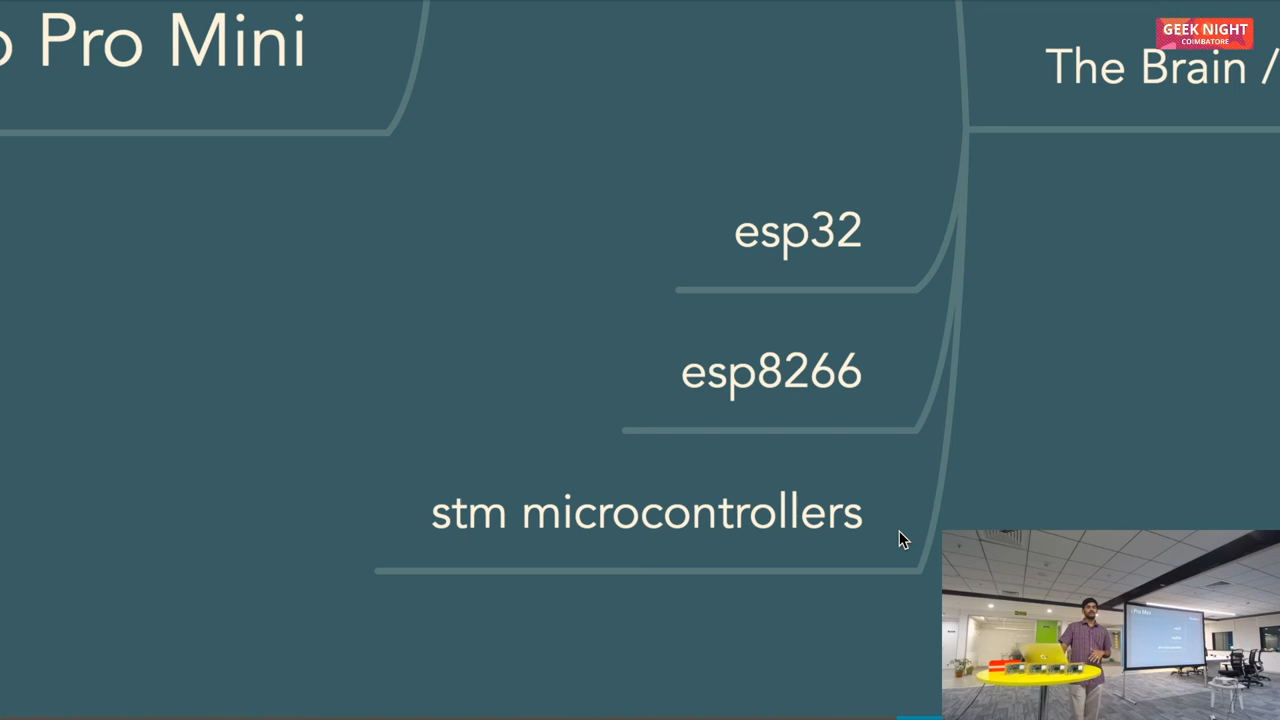 o Pro Mini
GEEK NIGHT
COIMBATORE
The Brain /
esp32
esp8266
stm microcontrollers